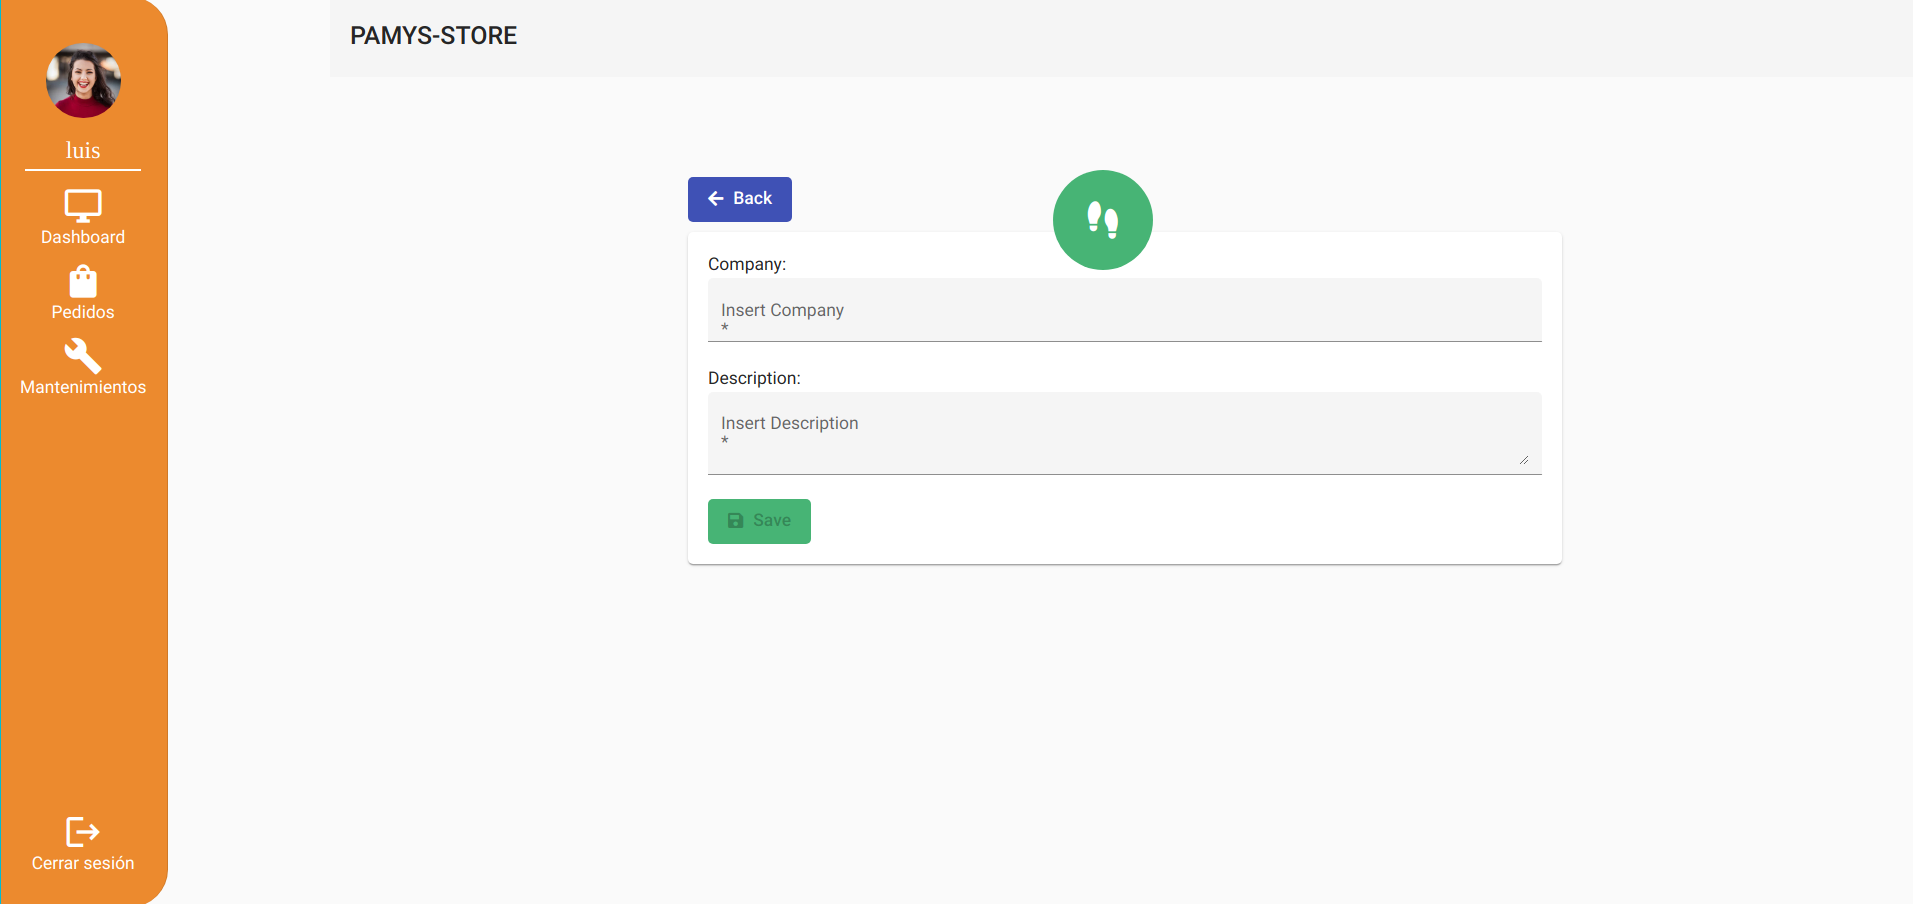 PAMYS-STORE
luis
Dashboard
Pedidos
Mantenimientos
Cerrar sesión
Back
Company:
Insert Company
*
Description:
Insert Description
*
Save